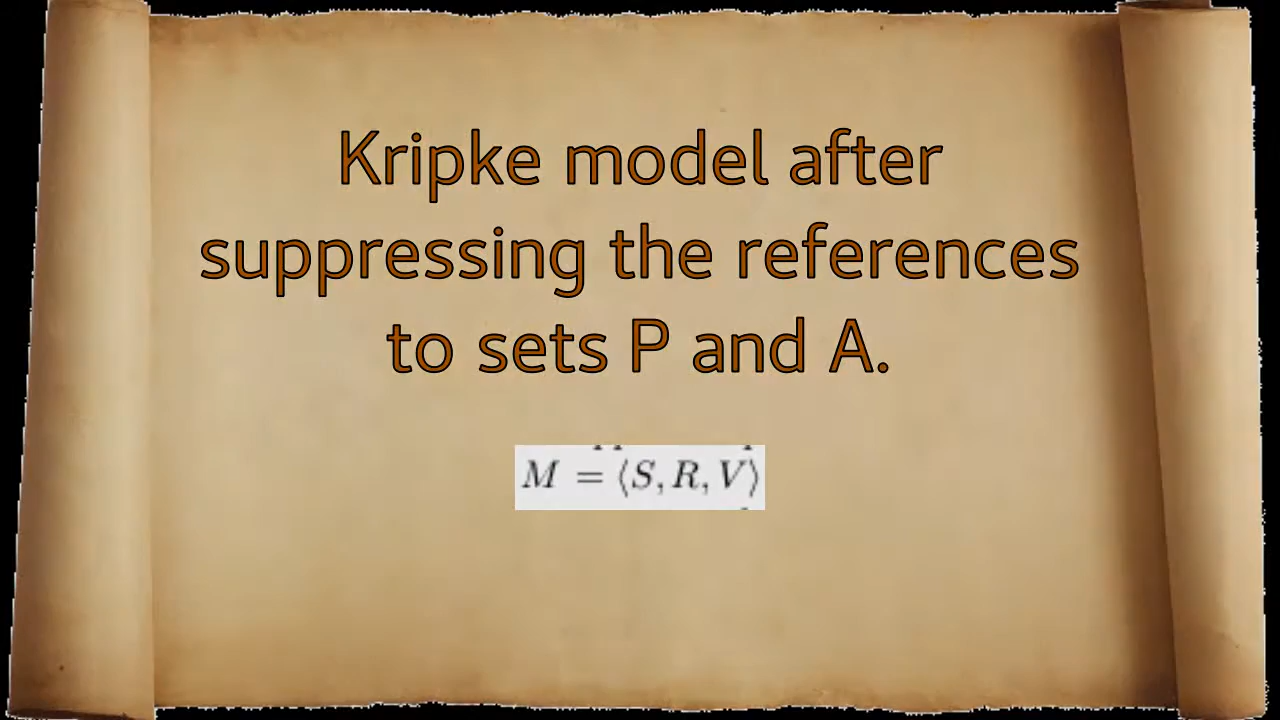 Kripke model after
suppressing the references
to sets P and A.
M = ⟨S, R, V⟩